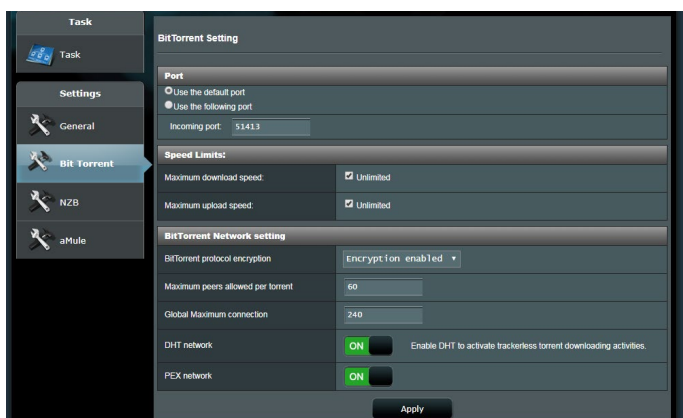 Task
Task
Settings
General
Bit Torrent
NZB
aMule
BitTorrent Setting
Port
Use the default port
Use the following port
Incoming port: 51413
Speed Limits:
Maximum download speed: Unlimited
Maximum upload speed: Unlimited
BitTorrent Network setting
BitTorrent protocol encryption Encryption enabled
Maximum peers allowed per torrent 60
Global Maximum connection 240
DHT network ON Enable DHT to activate trackerless torrent downloading activities.
PEX network ON
Apply